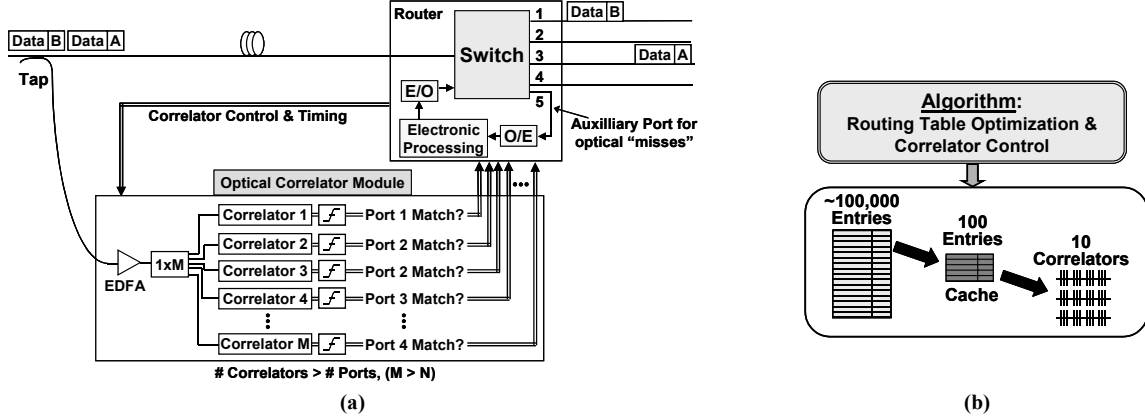 Data B Data A
Tap
Router
Switch
1
2
3
4
5
Data B
Data A
E/O
Electronic
Processing
O/E
Auxilliary Port for
optical “misses”
Correlator Control & Timing
Optical Correlator Module
EDFA
1xM
Correlator 1
Port 1 Match?
Correlator 2
Port 2 Match?
Correlator 3
Port 2 Match?
Correlator 4
Port 3 Match?
Correlator M
Port 4 Match?
# Correlators > # Ports, (M > N)
(a)
Algorithm:
Routing Table Optimization &
Correlator Control
~100,000
Entries
100
Entries
Cache
10
Correlators
(b)